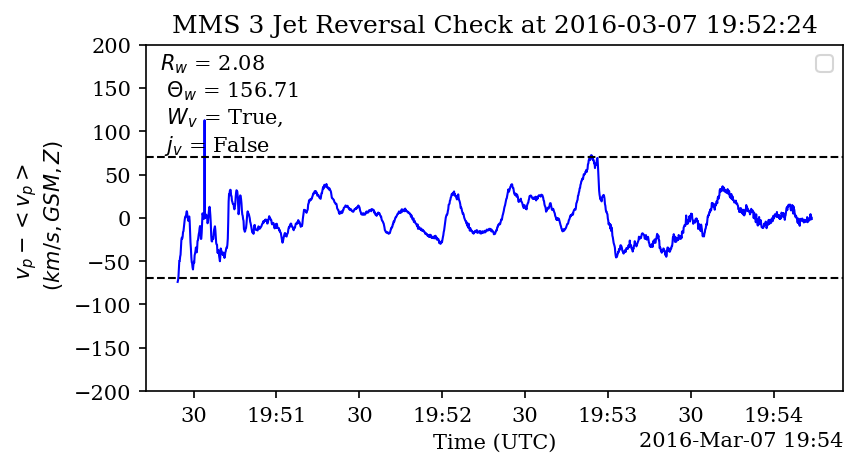 MMS 3 Jet Reversal Check at 2016-03-07 19:52:24
200
150
100
50
0
−50
−100
−150
−200
v_p − < v_p >
(km/s, GSM, Z)
R_w = 2.08
Θ_w = 156.71
W_v = True,
j_v = False
30 19:51 30 19:52 30 19:53 30 19:54
Time (UTC)
2016-Mar-07 19:54